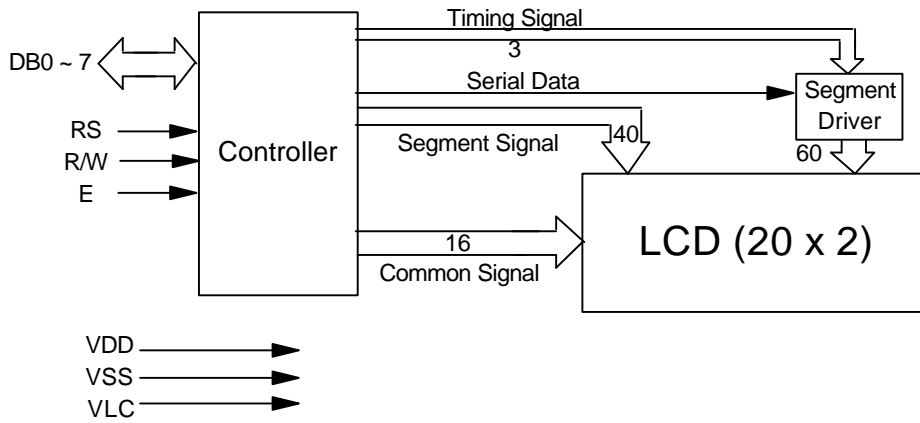 Timing Signal
3
DB0 ~ 7
Serial Data
Segment
Driver
RS
Controller
40
Segment Signal
R/W
60
E
LCD (20 x 2)
16
Common Signal
VDD
VSS
VLC